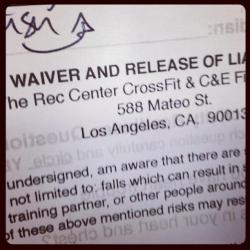 WAIVER AND RELEASE OF LIA
he Rec Center CrossFit & C&E F
588 Mateo St.
Los Angeles, CA, 90013
undersigned, am aware that there are
not limited to: falls which can result in s
training partner, or other people around
of these above mentioned risks may res